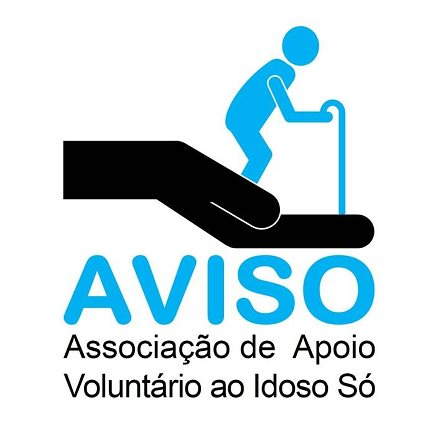 AVISO
Associação de Apoio
Voluntário ao Idoso Só